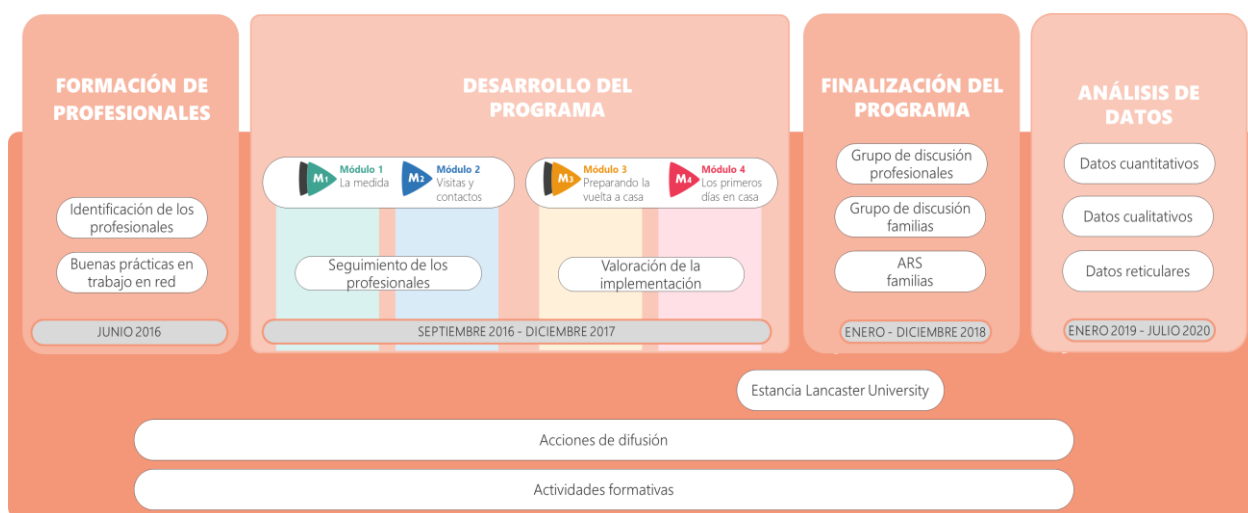 FORMACIÓN DE
PROFESIONALES
Identificación de los
profesionales
Buenas prácticas en
trabajo en red
JUNIO 2016
DESARROLLO DEL
PROGRAMA
M1
Módulo 1
La medida
M2
Módulo 2
Visitas y
contactos
M3
Módulo 3
Preparando la
vuelta a casa
M4
Módulo 4
Los primeros
días en casa
Seguimiento de los
profesionales
Valoración de la
implementación
SEPTIEMBRE 2016 - DICIEMBRE 2017
FINALIZACIÓN DEL
PROGRAMA
Grupo de discusión
profesionales
Grupo de discusión
familias
ARS
familias
ENERO - DICIEMBRE 2018
ANÁLISIS DE
DATOS
Datos cuantitativos
Datos cualitativos
Datos reticulares
ENERO 2019 - JULIO 2020
Estancia Lancaster University
Acciones de difusión
Actividades formativas